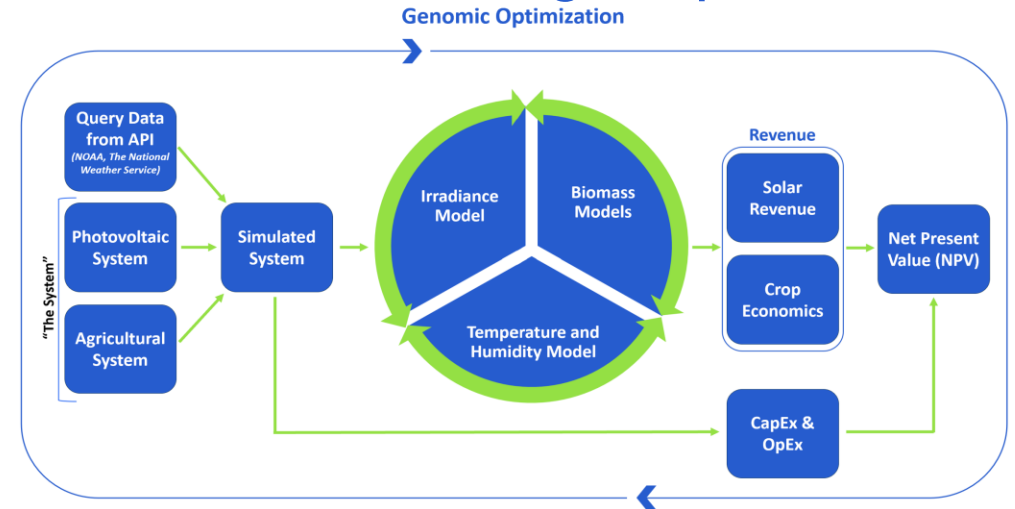 Genomic Optimization
Query Data
from API
(NOAA, The National
Weather Service)
"The System"
Photovoltaic
System
Agricultural
System
Simulated
System
Irradiance
Model
Biomass
Models
Temperature and
Humidity Model
Revenue
Solar
Revenue
Crop
Economics
CapEx &
OpEx
Net Present
Value (NPV)